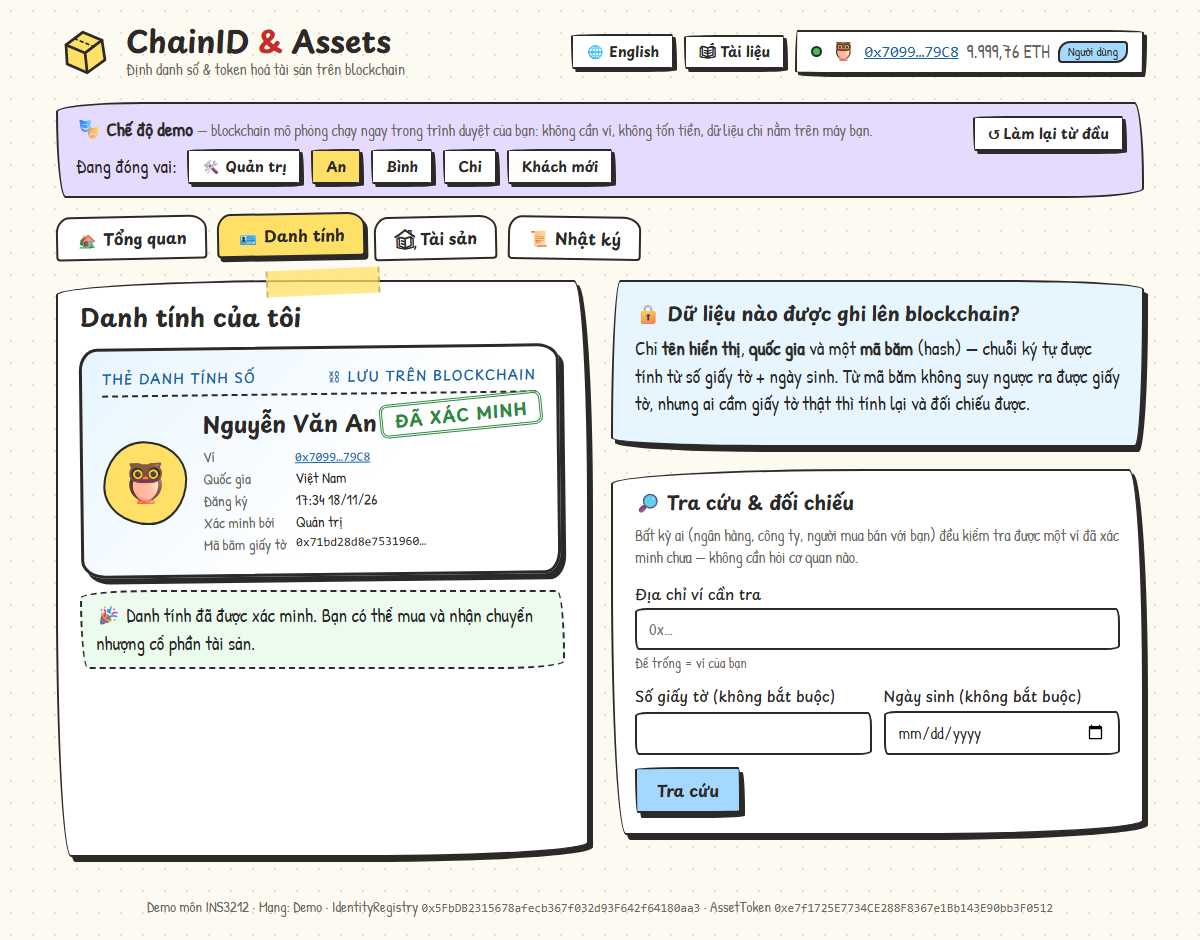 ChainID & Assets
Định danh số & token hoá tài sản trên blockchain
English
Tài liệu
0x7099…79C8 9.999,76 ETH Người dùng
Chế độ demo — blockchain mô phỏng chạy ngay trong trình duyệt của bạn: không cần ví, không tốn tiền, dữ liệu chỉ nằm trên máy bạn.
↺ Làm lại từ đầu
Đang đóng vai: Quản trị An Bình Chi Khách mới
Tổng quan Danh tính Tài sản Nhật ký
Danh tính của tôi
THẺ DANH TÍNH SỐ
LƯU TRÊN BLOCKCHAIN
Nguyễn Văn An
ĐÃ XÁC MINH
Ví 0x7099…79C8
Quốc gia Việt Nam
Đăng ký 17:34 18/11/26
Xác minh bởi Quản trị
Mã băm giấy tờ 0x71bd28d8e7531960…
Danh tính đã được xác minh. Bạn có thể mua và nhận chuyển
nhượng cổ phần tài sản.
Dữ liệu nào được ghi lên blockchain?
Chỉ tên hiển thị, quốc gia và một mã băm (hash) — chuỗi ký tự được
tính từ số giấy tờ + ngày sinh. Từ mã băm không suy ngược ra được giấy
tờ, nhưng ai cầm giấy tờ thật thì tính lại và đối chiếu được.
Tra cứu & đối chiếu
Bất kỳ ai (ngân hàng, công ty, người mua bán với bạn) đều kiểm tra được một ví đã xác
minh chưa — không cần hỏi cơ quan nào.
Địa chỉ ví cần tra
0x…
Để trống = ví của bạn
Số giấy tờ (không bắt buộc)
Ngày sinh (không bắt buộc)
mm/dd/yyyy
Tra cứu
Demo môn INS3212 · Mạng: Demo · IdentityRegistry 0x5FbDB2315678afecb367f032d93F642f64180aa3 · AssetToken 0xe7f1725E7734CE288F8367e1Bb143E90bb3F0512